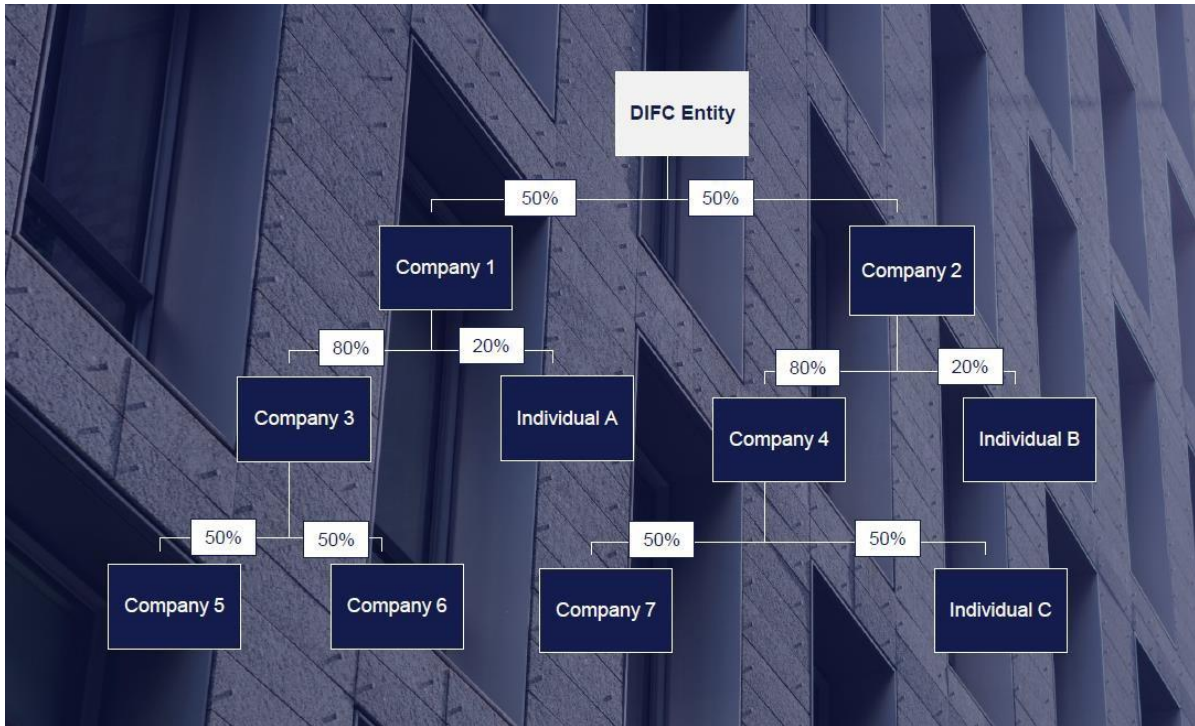 DIFC Entity
50%
50%
Company 1
Company 2
80%
20%
80%
20%
Company 3
Individual A
Company 4
Individual B
50%
50%
50%
50%
Company 5
Company 6
Company 7
Individual C